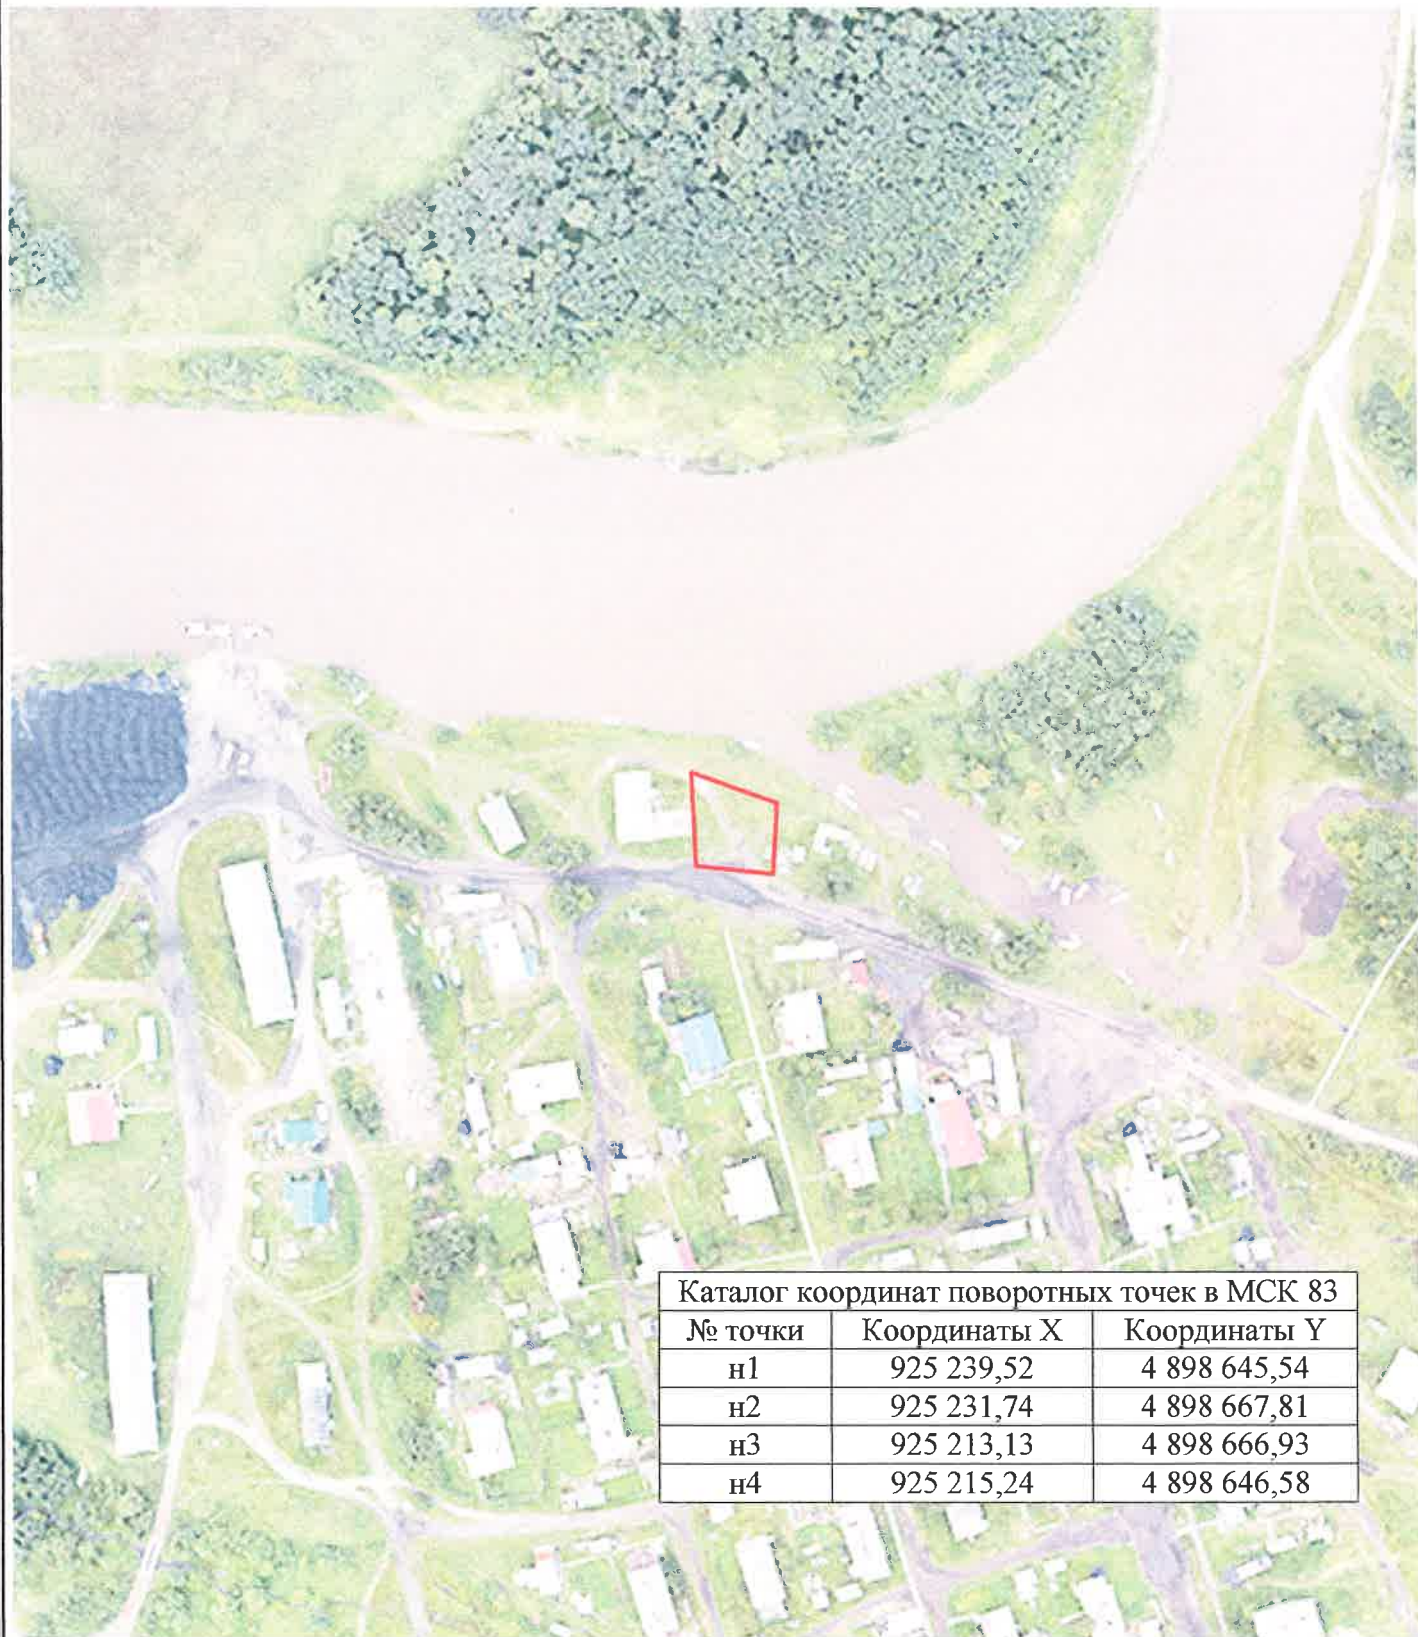 Каталог координат поворотных точек в МСК 83
№ точки Координаты X Координаты Y
н1 925 239,52 4 898 645,54
н2 925 231,74 4 898 667,81
н3 925 213,13 4 898 666,93
н4 925 215,24 4 898 646,58